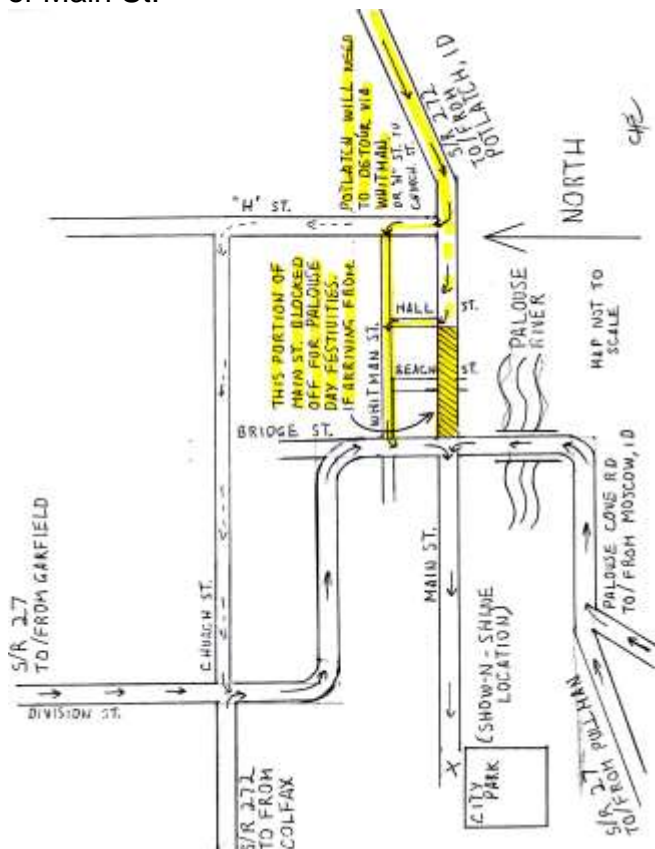 of Main St.
POTLATCH WILL NEED
TO DETOUR VIA
WHITMAN,
OR "H" ST. TO
CHURCH ST.
S/R 272
TO/FROM
POTLATCH, ID
"H" ST.
NORTH
THIS PORTION OF
MAIN ST. BLOCKED
OFF FOR PALOUSE
DAY FESTIVITIES.
IF ARRIVING FROM
HALL ST.
WHITMAN ST.
BEACH ST.
PALOUSE
RIVER
MAP NOT TO
SCALE
BRIDGE ST.
S/R 27
TO/FROM GARFIELD
CHURCH ST.
MAIN ST.
PALOUSE COVE RD
TO/FROM MOSCOW, ID
DIVISION ST.
(SHOW-N-SHINE
LOCATION)
X
CITY
PARK
S/R 27
TO/FROM PULLMAN
S/R 272
TO FROM
COLFAX